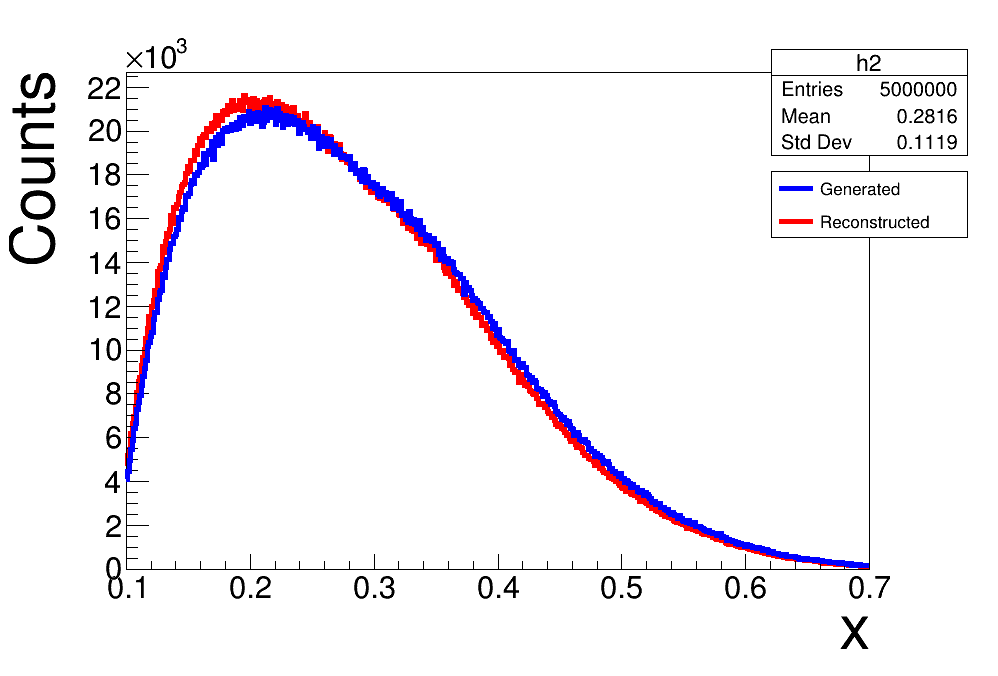 ×10³
Counts
22
20
18
16
14
12
10
8
6
4
2
0
0.1 0.2 0.3 0.4 0.5 0.6 0.7
x
h2
Entries 5000000
Mean 0.2816
Std Dev 0.1119
Generated
Reconstructed